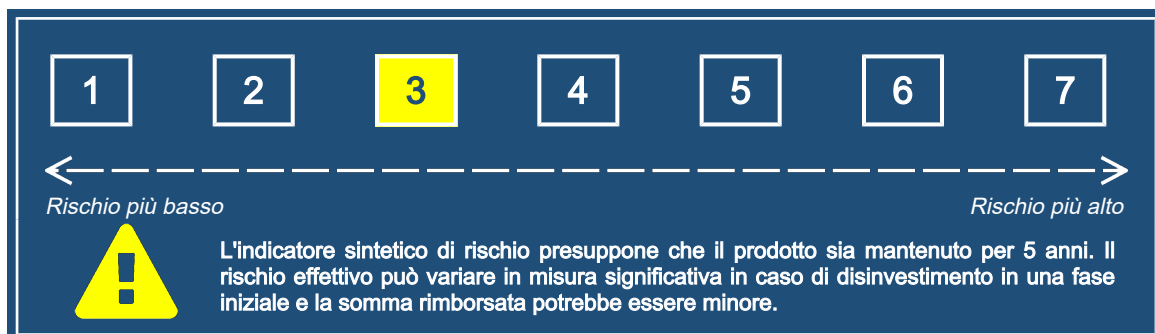 1 2 3 4 5 6 7
Rischio più basso Rischio più alto
L'indicatore sintetico di rischio presuppone che il prodotto sia mantenuto per 5 anni. Il
rischio effettivo può variare in misura significativa in caso di disinvestimento in una fase
iniziale e la somma rimborsata potrebbe essere minore.